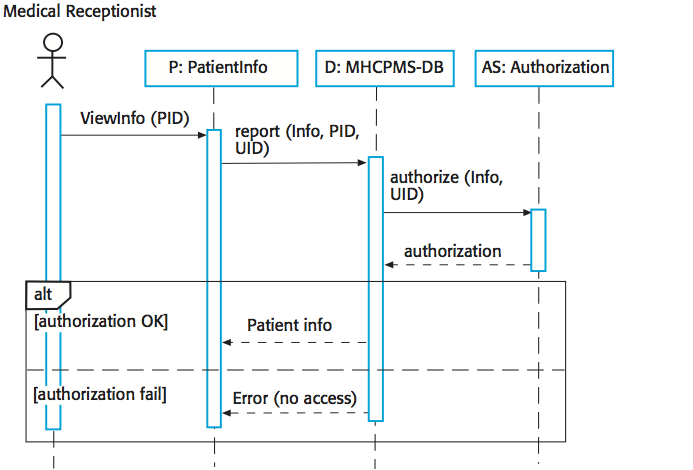 Medical Receptionist
P: PatientInfo
D: MHCPMS-DB
AS: Authorization
ViewInfo (PID)
report (Info, PID,
UID)
authorize (Info,
UID)
authorization
alt
[authorization OK]
Patient info
[authorization fail]
Error (no access)